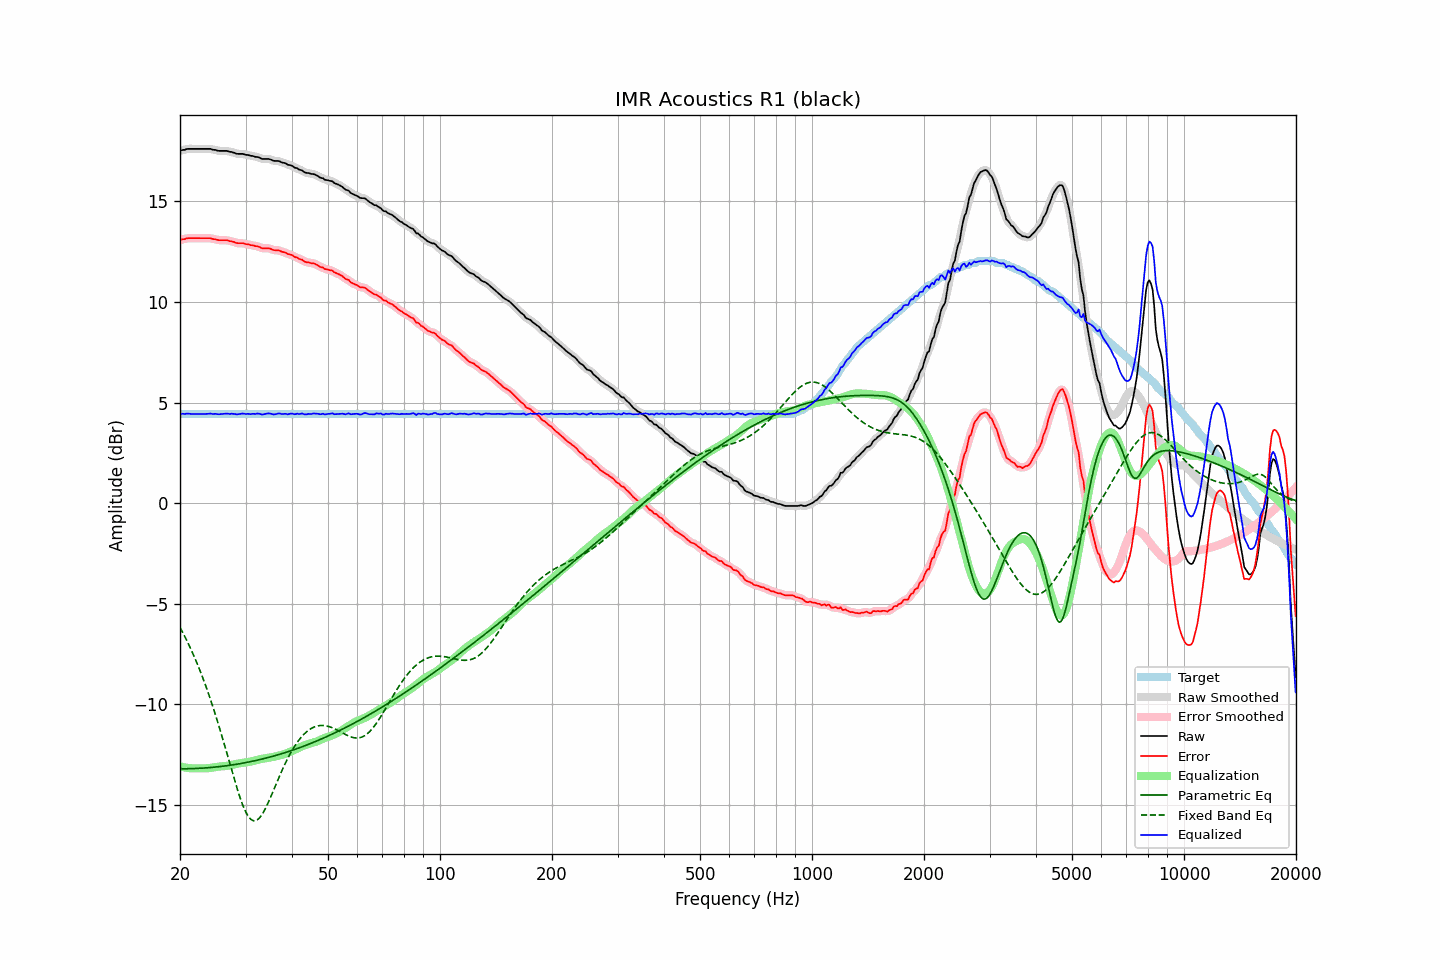 IMR Acoustics R1 (black)
Amplitude (dBr)
15
10
5
0
−5
−10
−15
20
50
100
200
500
1000
2000
5000
10000
20000
Frequency (Hz)
Target
Raw Smoothed
Error Smoothed
Raw
Error
Equalization
Parametric Eq
Fixed Band Eq
Equalized